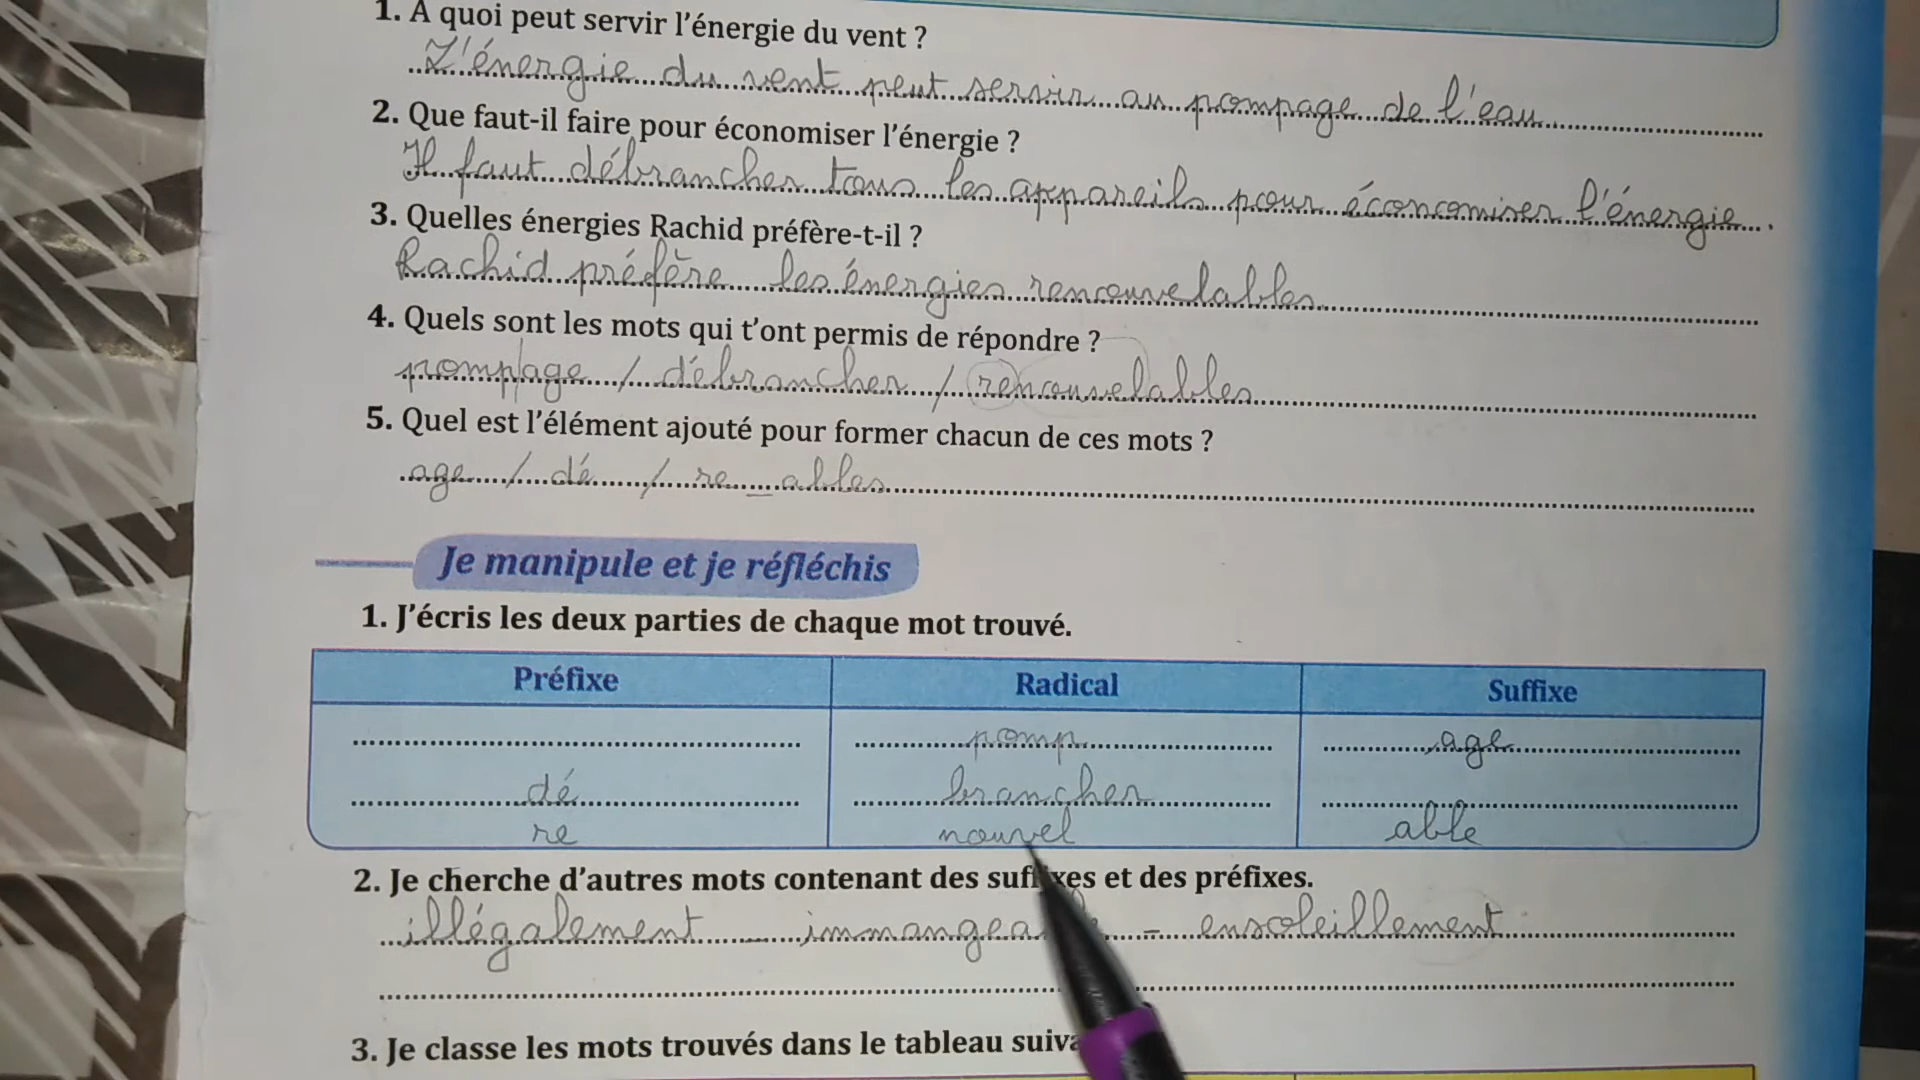 1. A quoi peut servir l'énergie du vent ?
L'énergie du vent peut servir au pompage de l'eau
2. Que faut-il faire pour économiser l'énergie ?
Il faut débrancher tous les appareils pour économiser l'énergie.
3. Quelles énergies Rachid préfère-t-il ?
Rachid préfère les énergies renouvelables
4. Quels sont les mots qui t'ont permis de répondre ?
pomp|age / débrancher / renouvelables
5. Quel est l'élément ajouté pour former chacun de ces mots ?
age / dé / re _ ables
Je manipule et je réfléchis
1. J'écris les deux parties de chaque mot trouvé.
Préfixe Radical Suffixe
pomp age
dé brancher
re nouvel able
2. Je cherche d'autres mots contenant des suffixes et des préfixes.
illégalement - - ensoleillement
3. Je classe les mots trouvés dans le tableau